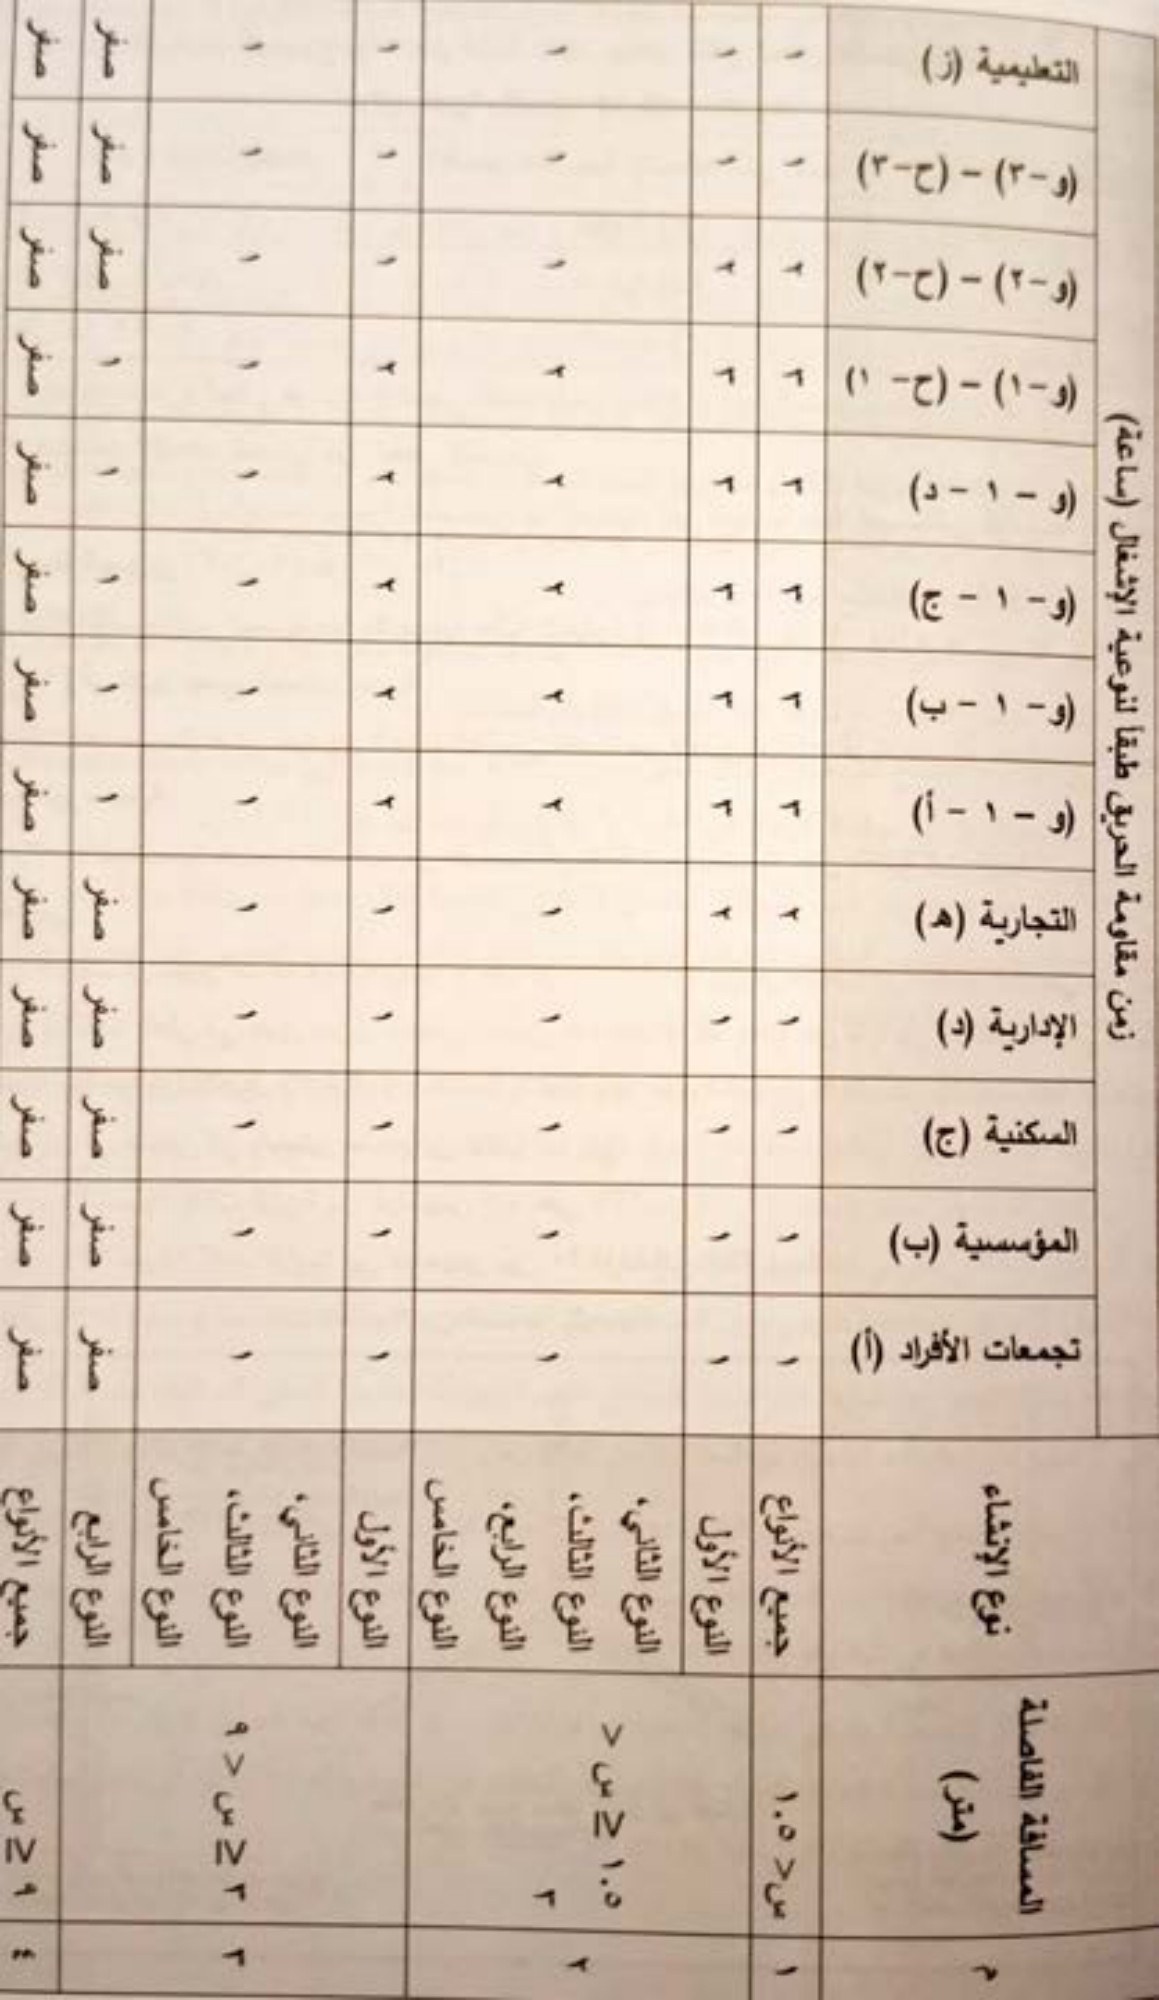 زمن مقاومة الحريق طبقاً لنوعية الإشغال (ساعة)
م المسافة الفاصلة (متر) نوع الإنشاء تجمعات الأفراد (أ) المؤسسية (ب) السكنية (ج) الإدارية (د) التجارية (هـ) (و - ١ - أ) (و - ١ - ب) (و - ١ - ج) (و - ١ - د) (و-١) – (ح- ١) (و-٢) – (ح-٢) (و-٣) – (ح-٣) التعليمية (ز)
١ س< ١.٥ جميع الأنواع ١ ١ ١ ١ ٢ ٣ ٣ ٣ ٣ ٣ ٢ ١ ١
٢ ١.٥ ≤ س < ٣ النوع الأول ١ ١ ١ ١ ٢ ٣ ٣ ٣ ٣ ٣ ٢ ١ ١
النوع الثاني،
النوع الثالث،
النوع الرابع،
النوع الخامس
١ ١ ١ ١ ١ ٢ ٢ ٢ ٢ ٢ ١ ١ ١
٣ ٣ ≤ س < ٩ النوع الأول ١ ١ ١ ١ ١ ٢ ٢ ٢ ٢ ٢ ١ ١ ١
النوع الثاني،
النوع الثالث،
النوع الخامس
١ ١ ١ ١ ١ ١ ١ ١ ١ ١ ١ ١ ١
النوع الرابع صفر صفر صفر صفر صفر ١ ١ ١ ١ ١ صفر صفر صفر
٤ س ≥ ٩ جميع الأنواع صفر صفر صفر صفر صفر صفر صفر صفر صفر صفر صفر صفر صفر